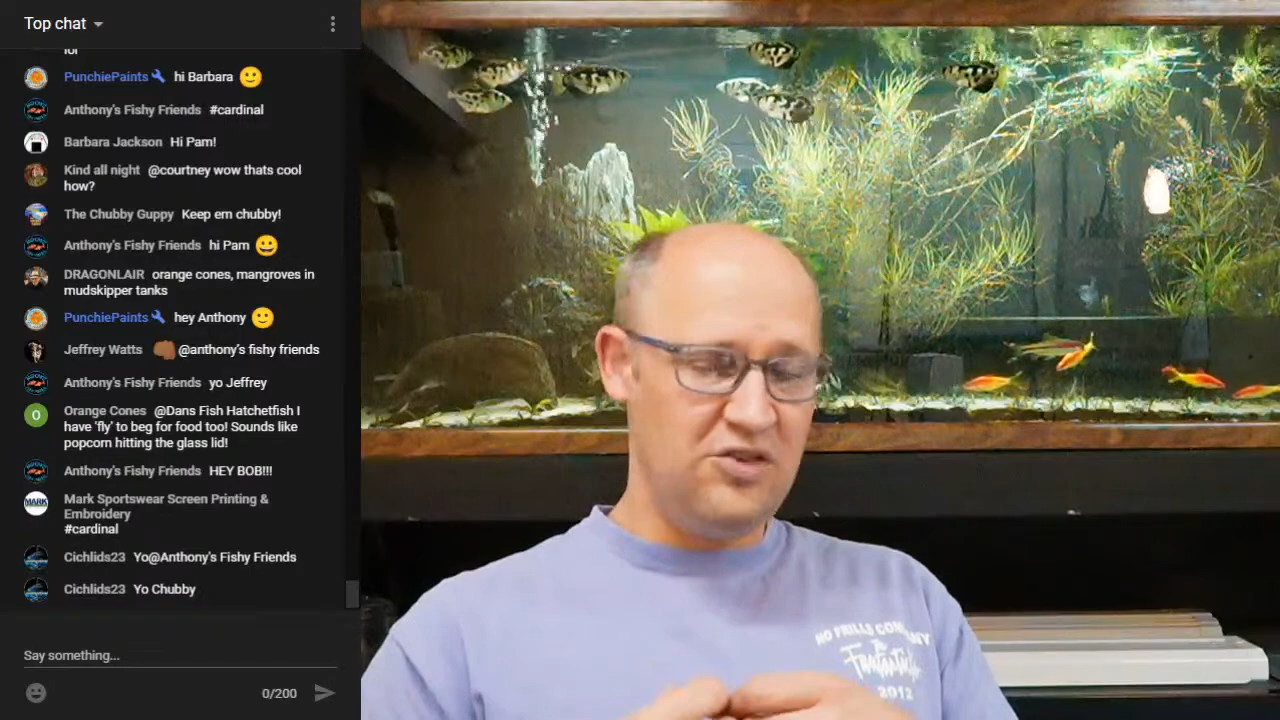 Top chat
lol
PunchiePaints hi Barbara
Anthony's Fishy Friends #cardinal
Barbara Jackson Hi Pam!
Kind all night @courtney wow thats cool
how?
The Chubby Guppy Keep em chubby!
Anthony's Fishy Friends hi Pam
DRAGONLAIR orange cones, mangroves in
mudskipper tanks
PunchiePaints hey Anthony
Jeffrey Watts @anthony's fishy friends
Anthony's Fishy Friends yo Jeffrey
O
Orange Cones @Dans Fish Hatchetfish I
have 'fly' to beg for food too! Sounds like
popcorn hitting the glass lid!
Anthony's Fishy Friends HEY BOB!!!
MARK
Mark Sportswear Screen Printing &
Embroidery
#cardinal
Cichlids23 Yo@Anthony's Fishy Friends
Cichlids23 Yo Chubby
Say something...
0/200
NO FRILLS COMPANY
2012